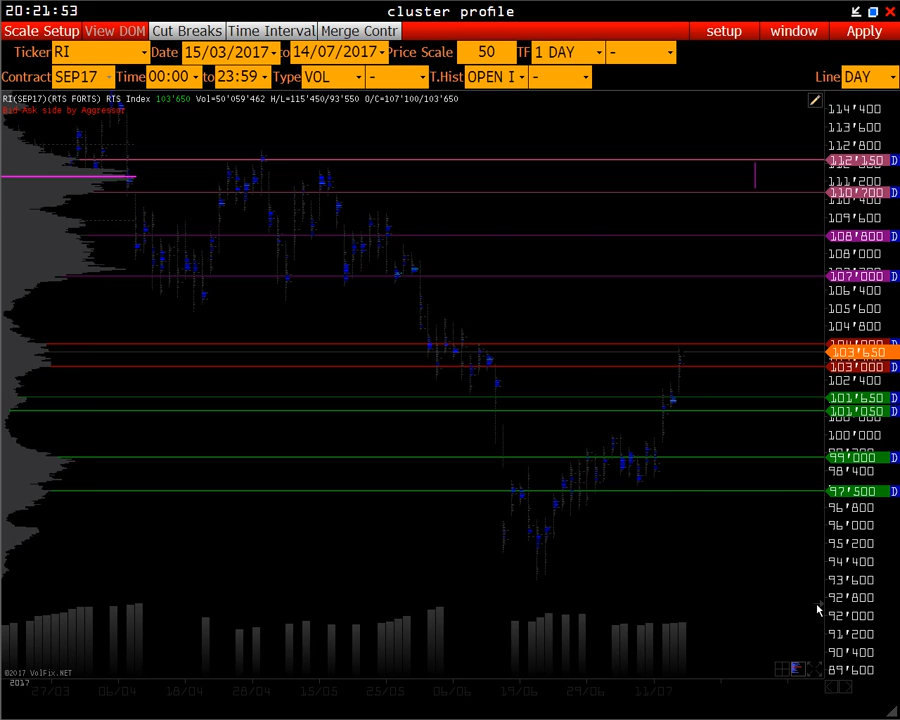 20:21:53 cluster profile
Scale Setup View DOM Cut Breaks Time Interval Merge Contr setup window Apply
Ticker RI Date 15/03/2017 to 14/07/2017 Price Scale 50 TF 1 DAY -
Contract SEP17 Time 00:00 to 23:59 Type VOL - T.Hist OPEN I - Line DAY
RI(SEP17)(RTS FORTS) RTS Index 103'650 Vol=50'059'462 H/L=115'450/93'550 O/C=107'100/103'650
Bid-Ask side by Aggressor
114'400
113'600
112'800
112'150 D
111'200
110'700 D
109'600
108'800 D
108'000
107'000 D
106'400
105'600
104'800
103'650
103'000 D
102'400
101'650 D
101'050 D
100'000
99'000 D
98'400
97'500 D
96'800
96'000
95'200
94'400
93'600
92'800
92'000
91'200
90'400
89'600
©2017 VolFix.NET
2017
27/03 06/04 18/04 28/04 15/05 25/05 06/06 19/06 29/06 11/07